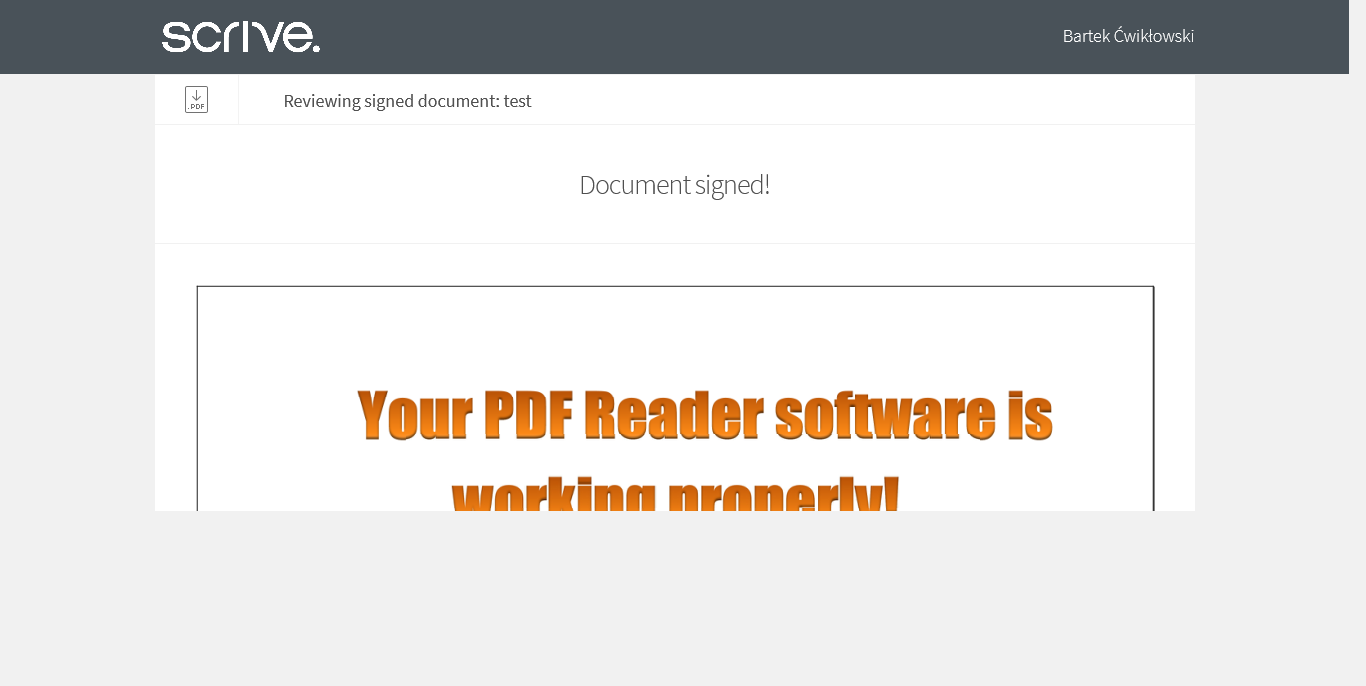 scrive.
Bartek Ćwikłowski
.PDF
Reviewing signed document: test
Document signed!
Your PDF Reader software is
working properly!